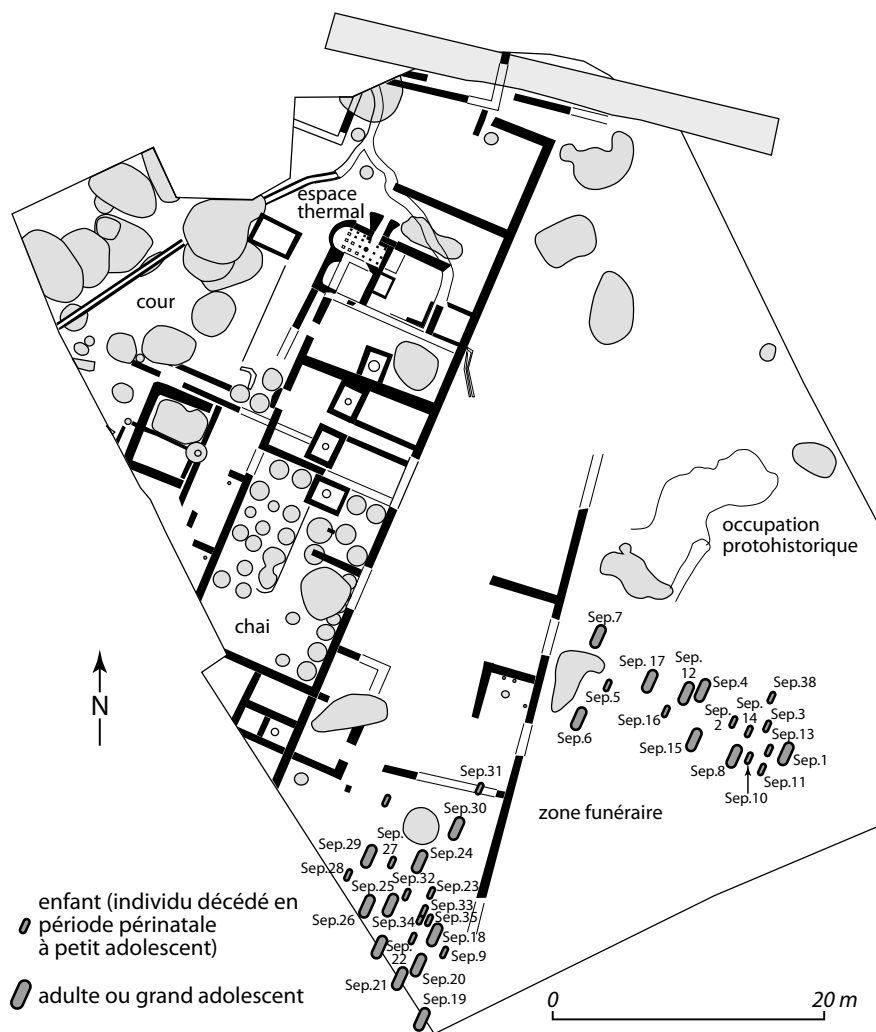 espace
thermal
cour
occupation
protohistorique
chai
N
Sep.7
Sep. 17
Sep.
12
Sep.4
Sep.38
Sep.5
Sep.
2
Sep.
14
Sep.3
Sep.16
Sep.6
Sep.13
Sep.15
Sep.1
Sep.8
Sep.11
Sep.10
Sep.31
zone funéraire
Sep.30
Sep.29
Sep.
27
Sep.24
Sep.28
Sep.32
Sep.25
Sep.23
Sep.33
Sep.26
Sep.34
Sep.35
Sep.18
Sep.
22
Sep.9
Sep.21
Sep.20
Sep.19
enfant (individu décédé en
période périnatale
à petit adolescent)
adulte ou grand adolescent
0
20 m